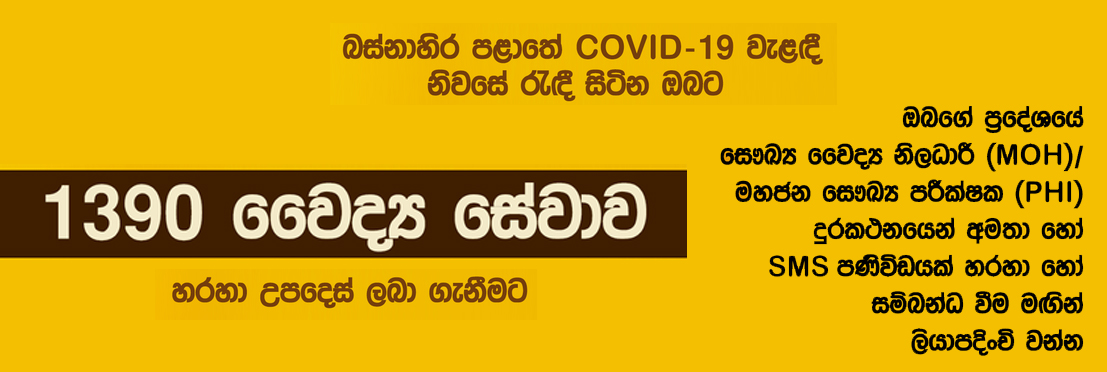 බස්නාහිර පළාතේ COVID-19 වැළඳී
නිවසේ රැඳී සිටින ඔබට
1390 වෛද්‍ය සේවාව
හරහා උපදෙස් ලබා ගැනීමට
ඔබගේ ප්‍රදේශයේ
සෞඛ්‍ය වෛද්‍ය නිලධාරී (MOH)/
මහජන සෞඛ්‍ය පරීක්ෂක (PHI)
දුරකථනයෙන් අමතා හෝ
SMS පණිවිඩයක් හරහා හෝ
සම්බන්ධ වීම මඟින්
ලියාපදිංචි වන්න